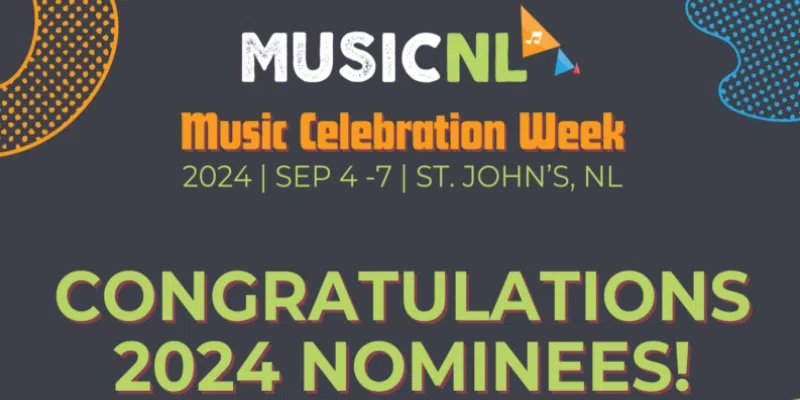 MUSICNL
Music Celebration Week
2024 | SEP 4 -7 | ST. JOHN'S, NL
CONGRATULATIONS
2024 NOMINEES!